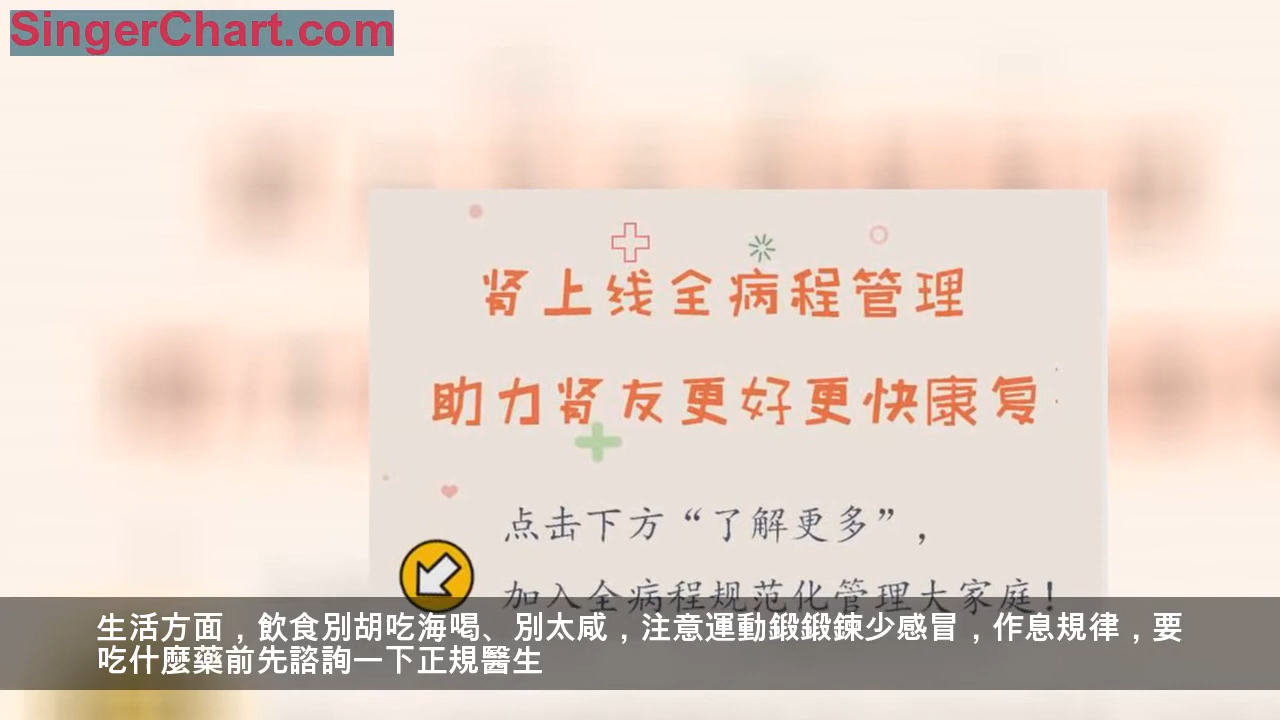 SingerChart.com
肾上线全病程管理
助力肾友更好更快康复
点击下方“了解更多”，
加入全病程规范化管理大家庭！
生活方面，飲食別胡吃海喝、別太咸，注意運動鍛鍛鍊少感冒，作息規律，要
吃什麼藥前先諮詢一下正規醫生